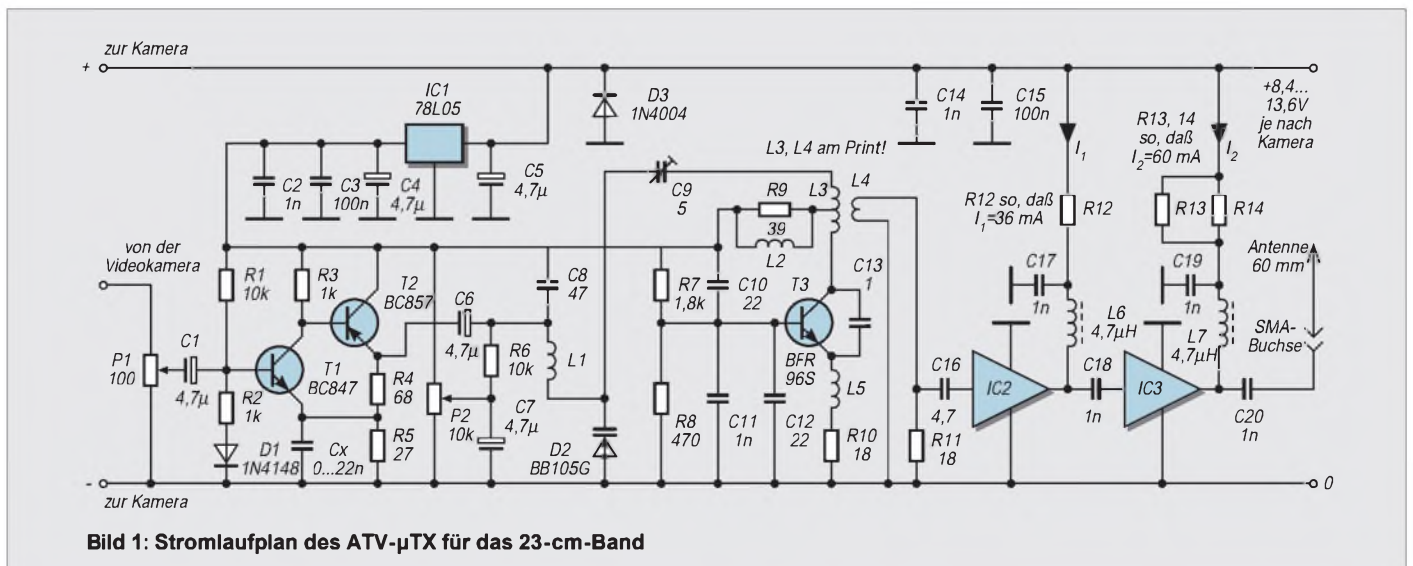 zur Kamera
+
IC1
78L05
D3
1N4004
C14
1n
C15
100n
+8,4...
13,6V
je nach
Kamera
R13, 14
so, daß
I2=60 mA
I1
I2
L3, L4 am Print!
C2
1n
C3
100n
C4
4,7µ
C5
4,7µ
C9
5
R9
39
L2
L3
L4
R12 so, daß
I1=36 mA
R12
R13
R14
von der
Videokamera
Antenne
60 mm
R1
10k
R3
1k
T2
BC857
C6
4,7µ
C8
47
R7
1,8k
C10
22
T3
BFR
96S
C13
1
C17
1n
C19
1n
L6
4,7µH
L7
4,7µH
SMA-
Buchse
P1
100
C1
4,7µ
T1
BC847
R2
1k
R4
68
R6
10k
L1
C16
4,7
IC2
C18
1n
IC3
C20
1n
P2
10k
C7
4,7µ
R8
470
C11
1n
C12
22
L5
R10
18
R11
18
D1
1N4148
Cx
0...22n
R5
27
D2
BB105G
-
0
zur Kamera
Bild 1: Stromlaufplan des ATV-µTX für das 23-cm-Band